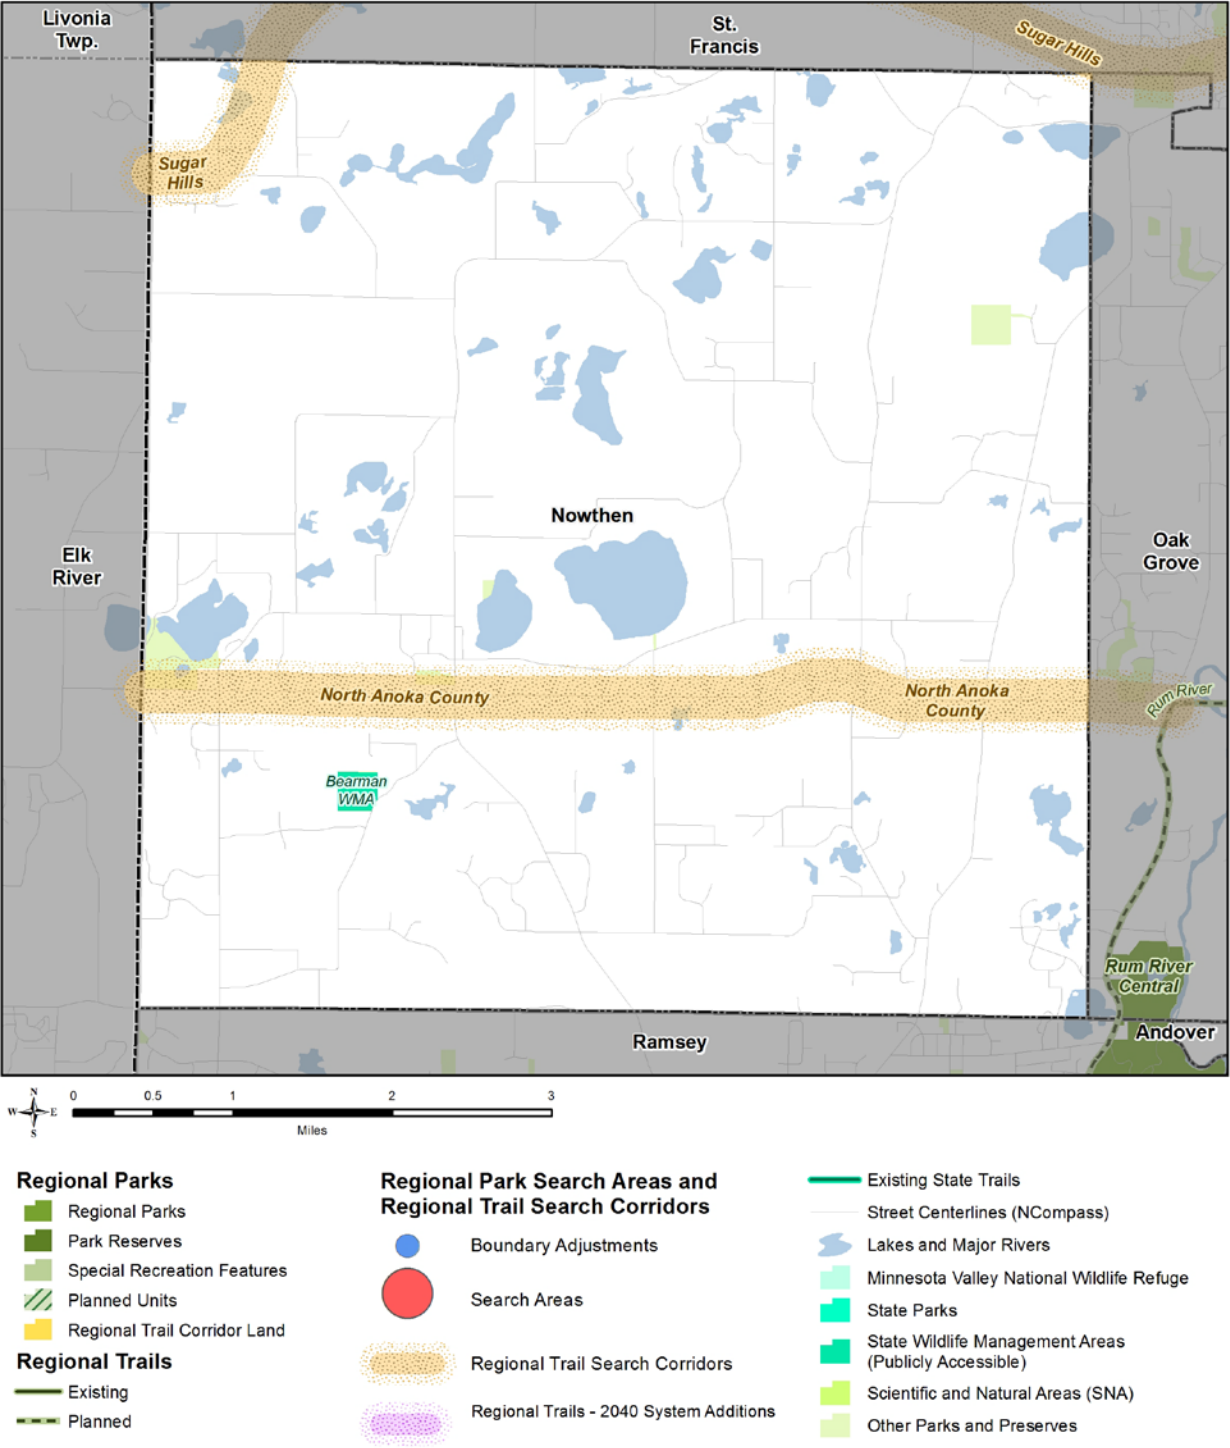 Livonia
Twp.
St.
Francis
Sugar Hills
Sugar
Hills
Nowthen
Elk
River
Oak
Grove
North Anoka County
North Anoka
County
Rum River
Bearman
WMA
Rum River
Central
Andover
Ramsey
N
W E
S
0 0.5 1 2 3
Miles
Regional Parks
Regional Parks
Park Reserves
Special Recreation Features
Planned Units
Regional Trail Corridor Land
Regional Trails
Existing
Planned
Regional Park Search Areas and
Regional Trail Search Corridors
Boundary Adjustments
Search Areas
Regional Trail Search Corridors
Regional Trails - 2040 System Additions
Existing State Trails
Street Centerlines (NCompass)
Lakes and Major Rivers
Minnesota Valley National Wildlife Refuge
State Parks
State Wildlife Management Areas
(Publicly Accessible)
Scientific and Natural Areas (SNA)
Other Parks and Preserves